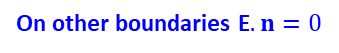 On other boundaries E. n = 0